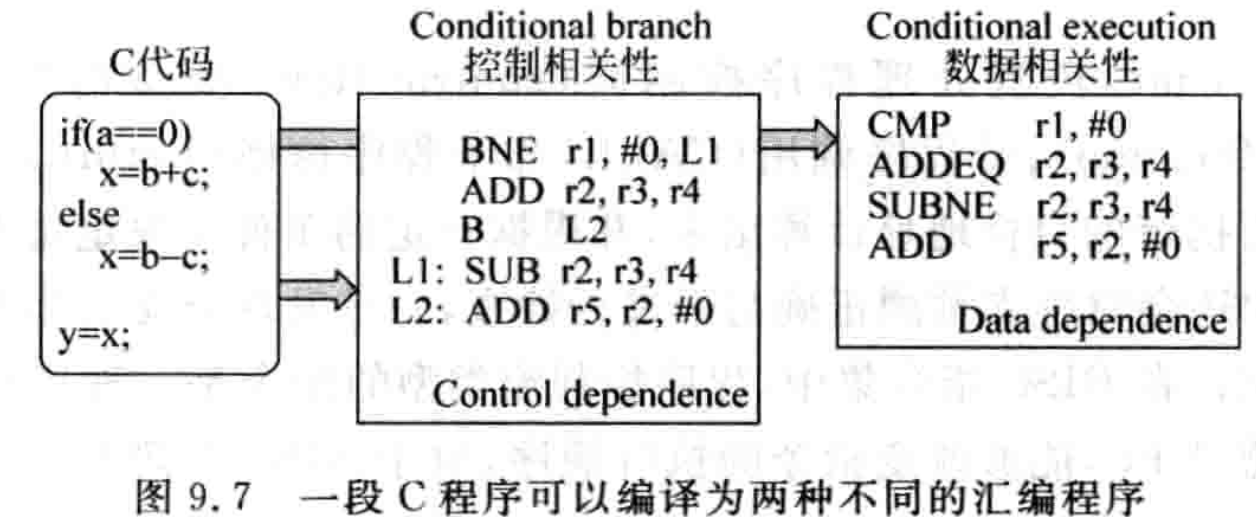 C代码
if(a==0)
x=b+c;
else
x=b−c;
y=x;
Conditional branch
控制相关性
BNE r1, #0, L1
ADD r2, r3, r4
B L2
L1: SUB r2, r3, r4
L2: ADD r5, r2, #0
Control dependence
Conditional execution
数据相关性
CMP r1, #0
ADDEQ r2, r3, r4
SUBNE r2, r3, r4
ADD r5, r2, #0
Data dependence
图 9.7 一段 C 程序可以编译为两种不同的汇编程序